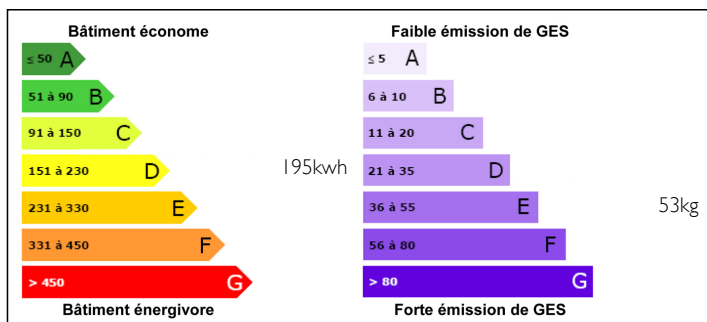 Bâtiment économe
≤ 50 A
51 à 90 B
91 à 150 C
151 à 230 D
195kwh
231 à 330 E
331 à 450 F
> 450 G
Bâtiment énergivore
Faible émission de GES
≤ 5 A
6 à 10 B
11 à 20 C
21 à 35 D
36 à 55 E
53kg
56 à 80 F
> 80 G
Forte émission de GES